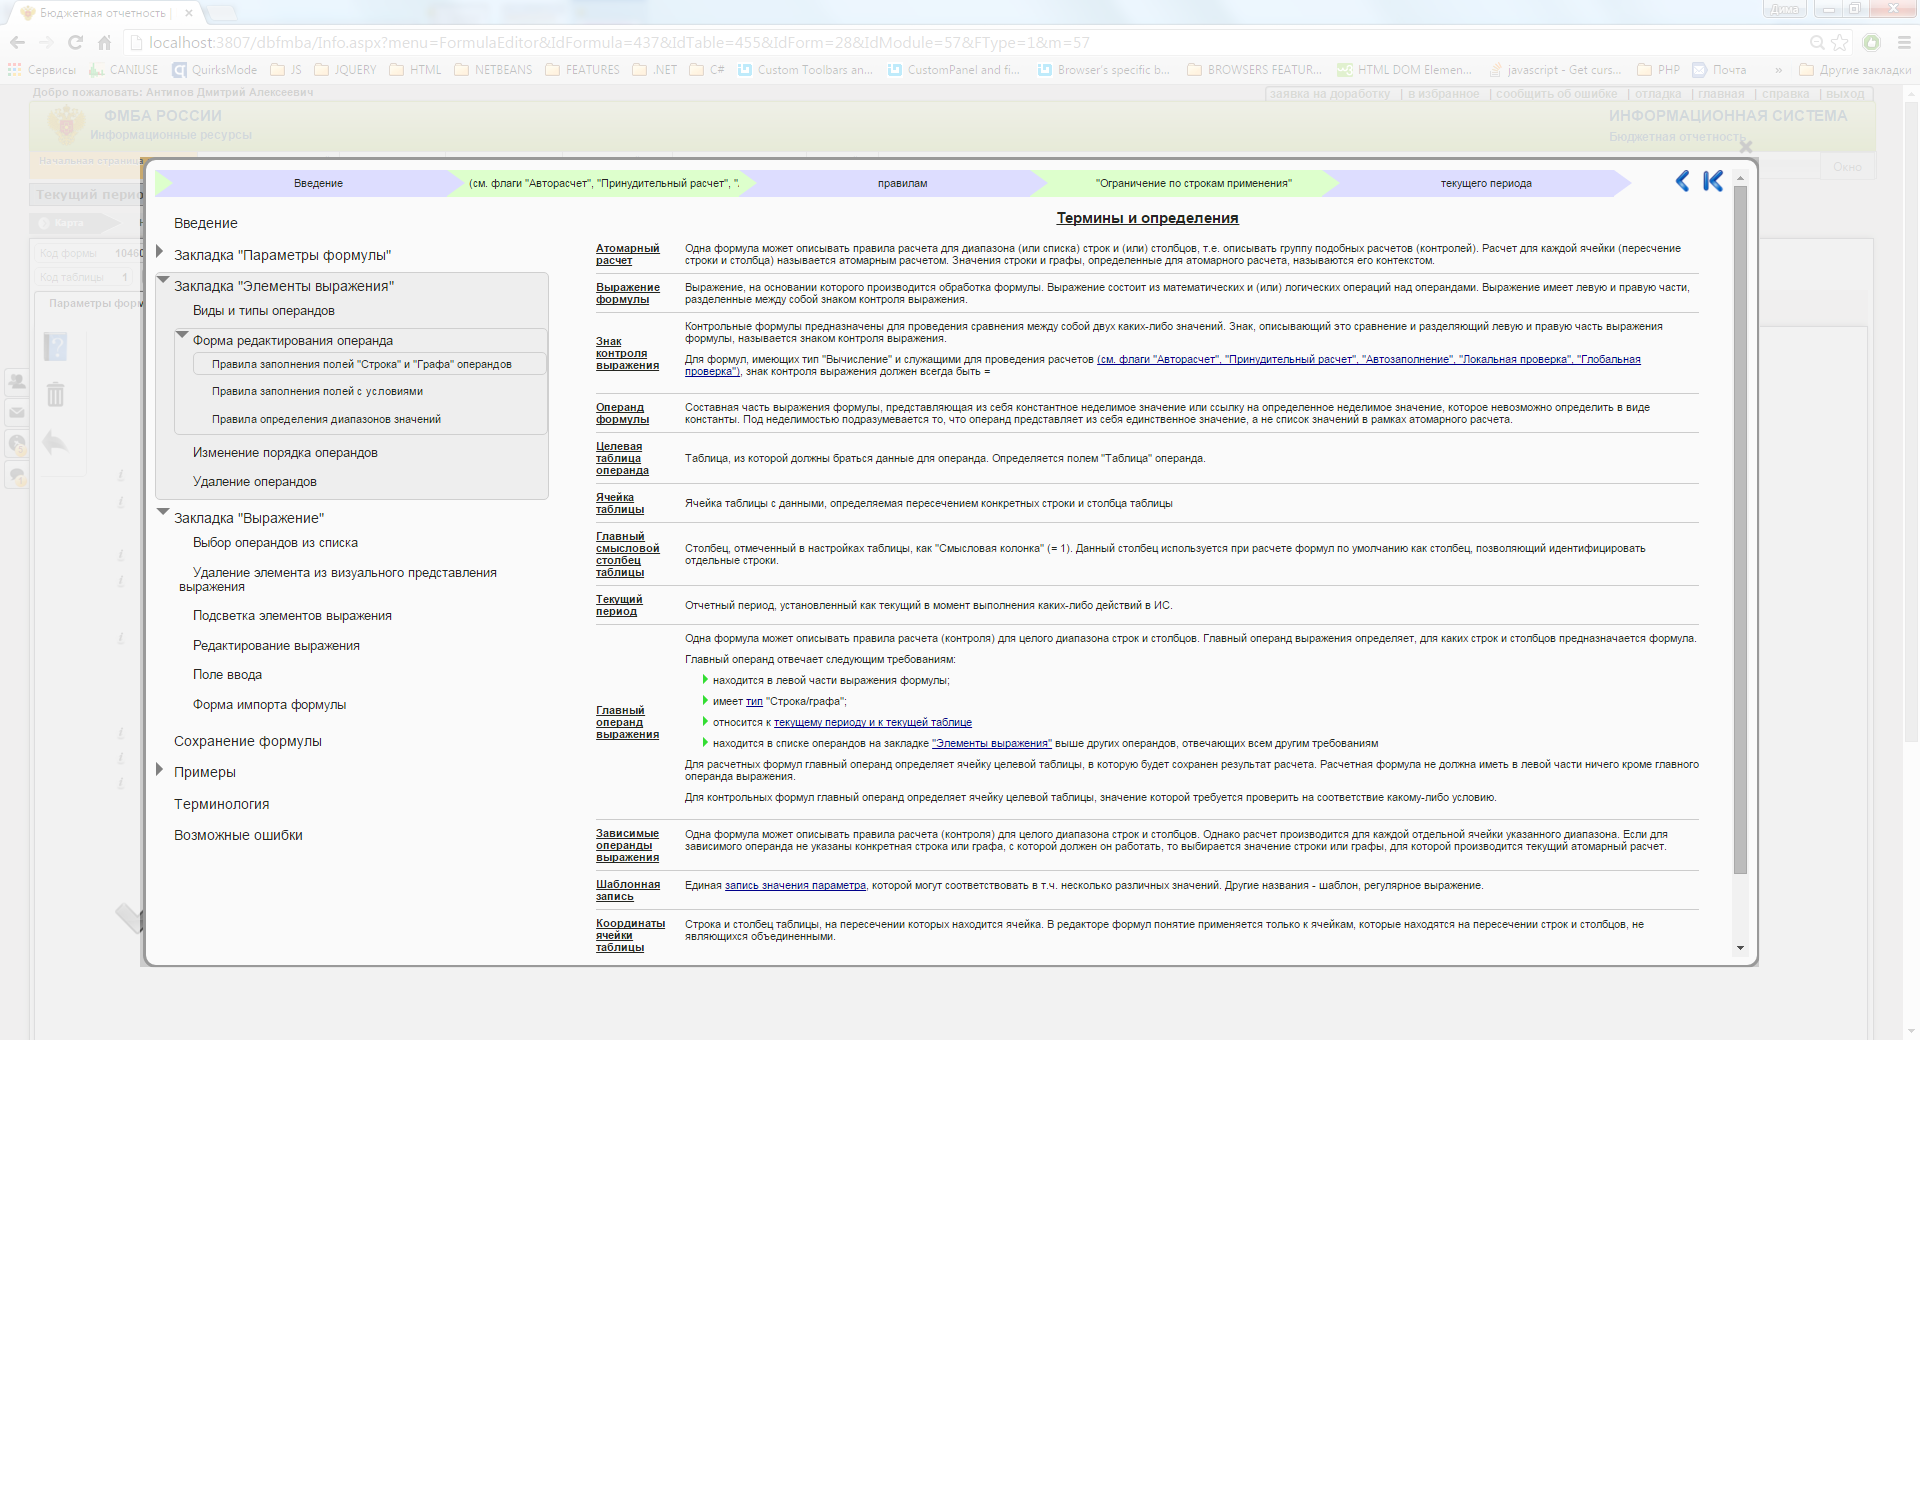 Бюджетная отчетность |
Дима
localhost:3807/dbfmba/Info.aspx?menu=FormulaEditor&IdFormula=437&IdTable=455&IdForm=28&IdModule=57&FType=1&m=57
Сервисы CANIUSE QuirksMode JS JQUERY HTML NETBEANS FEATURES .NET C# Custom Toolbars an... CustomPanel and fi... Browser's specific b... BROWSERS FEATUR... HTML DOM Elemen... javascript - Get curs... PHP Почта » Другие закладки
Добро пожаловать: Антипов Дмитрий Алексеевич
заявка на доработку | в избранное | сообщить об ошибке | отладка | главная | справка | выход
ФМБА РОССИИ
Информационные ресурсы
ИНФОРМАЦИОННАЯ СИСТЕМА
Бюджетная отчетность
Начальная страница
Окно
Текущий перио
Карта
Код формы 1046
Код таблицы 1
Параметры фор
Введение
(см. флаги "Авторасчет", "Принудительный расчет", ".
правилам
"Ограничение по строкам применения"
текущего периода
Введение
Закладка "Параметры формулы"
Закладка "Элементы выражения"
Виды и типы операндов
Форма редактирования операнда
Правила заполнения полей "Строка" и "Графа" операндов
Правила заполнения полей с условиями
Правила определения диапазонов значений
Изменение порядка операндов
Удаление операндов
Закладка "Выражение"
Выбор операндов из списка
Удаление элемента из визуального представления
выражения
Подсветка элементов выражения
Редактирование выражения
Поле ввода
Форма импорта формулы
Сохранение формулы
Примеры
Терминология
Возможные ошибки
Термины и определения
Атомарный
расчет
Одна формула может описывать правила расчета для диапазона (или списка) строк и (или) столбцов, т.е. описывать группу подобных расчетов (контролей). Расчет для каждой ячейки (пересчение
строки и столбца) называется атомарным расчетом. Значения строки и графы, определенные для атомарного расчета, называются его контекстом.
Выражение
формулы
Выражение, на основании которого производится обработка формулы. Выражение состоит из математических и (или) логических операций над операндами. Выражение имеет левую и правую части,
разделенные между собой знаком контроля выражения.
Знак
контроля
выражения
Контрольные формулы предназначены для проведения сравнения между собой двух каких-либо значений. Знак, описывающий это сравнение и разделяющий левую и правую часть выражения
формулы, называется знаком контроля выражения.
Для формул, имеющих тип "Вычисление" и служащими для проведения расчетов (см. флаги "Авторасчет", "Принудительный расчет", "Автозаполнение", "Локальная проверка", "Глобальная
проверка"), знак контроля выражения должен всегда быть =
Операнд
формулы
Составная часть выражения формулы, представляющая из себя константное неделимое значение или ссылку на определенное неделимое значение, которое невозможно определить в виде
константы. Под неделимостью подразумевается то, что операнд представляет из себя единственное значение, а не список значений в рамках атомарного расчета.
Целевая
таблица
операнда
Таблица, из которой должны браться данные для операнда. Определяется полем "Таблица" операнда.
Ячейка
таблицы
Ячейка таблицы с данными, определяемая пересечением конкретных строки и столбца таблицы
Главный
смысловой
столбец
таблицы
Столбец, отмеченный в настройках таблицы, как "Смысловая колонка" (= 1). Данный столбец используется при расчете формул по умолчанию как столбец, позволяющий идентифицировать
отдельные строки.
Текущий
период
Отчетный период, установленный как текущий в момент выполнения каких-либо действий в ИС.
Главный
операнд
выражения
Одна формула может описывать правила расчета (контроля) для целого диапазона строк и столбцов. Главный операнд выражения определяет, для каких строк и столбцов предназначается формула.
Главный операнд отвечает следующим требованиям:
находится в левой части выражения формулы;
имеет тип "Строка/графа";
относится к текущему периоду и к текущей таблице
находится в списке операндов на закладке "Элементы выражения" выше других операндов, отвечающих всем другим требованиям
Для расчетных формул главный операнд определяет ячейку целевой таблицы, в которую будет сохранен результат расчета. Расчетная формула не должна иметь в левой части ничего кроме главного
операнда выражения.
Для контрольных формул главный операнд определяет ячейку целевой таблицы, значение которой требуется проверить на соответствие какому-либо условию.
Зависимые
операнды
выражения
Одна формула может описывать правила расчета (контроля) для целого диапазона строк и столбцов. Однако расчет производится для каждой отдельной ячейки указанного диапазона. Если для
зависимого операнда не указаны конкретная строка или графа, с которой должен он работать, то выбирается значение строки или графы, для которой производится текущий атомарный расчет.
Шаблонная
запись
Единая запись значения параметра, которой могут соответствовать в т.ч. несколько различных значений. Другие названия - шаблон, регулярное выражение.
Координаты
ячейки
таблицы
Строка и столбец таблицы, на пересечении которых находится ячейка. В редакторе формул понятие применяется только к ячейкам, которые находятся на пересечении строк и столбцов, не
являющихся объединенными.